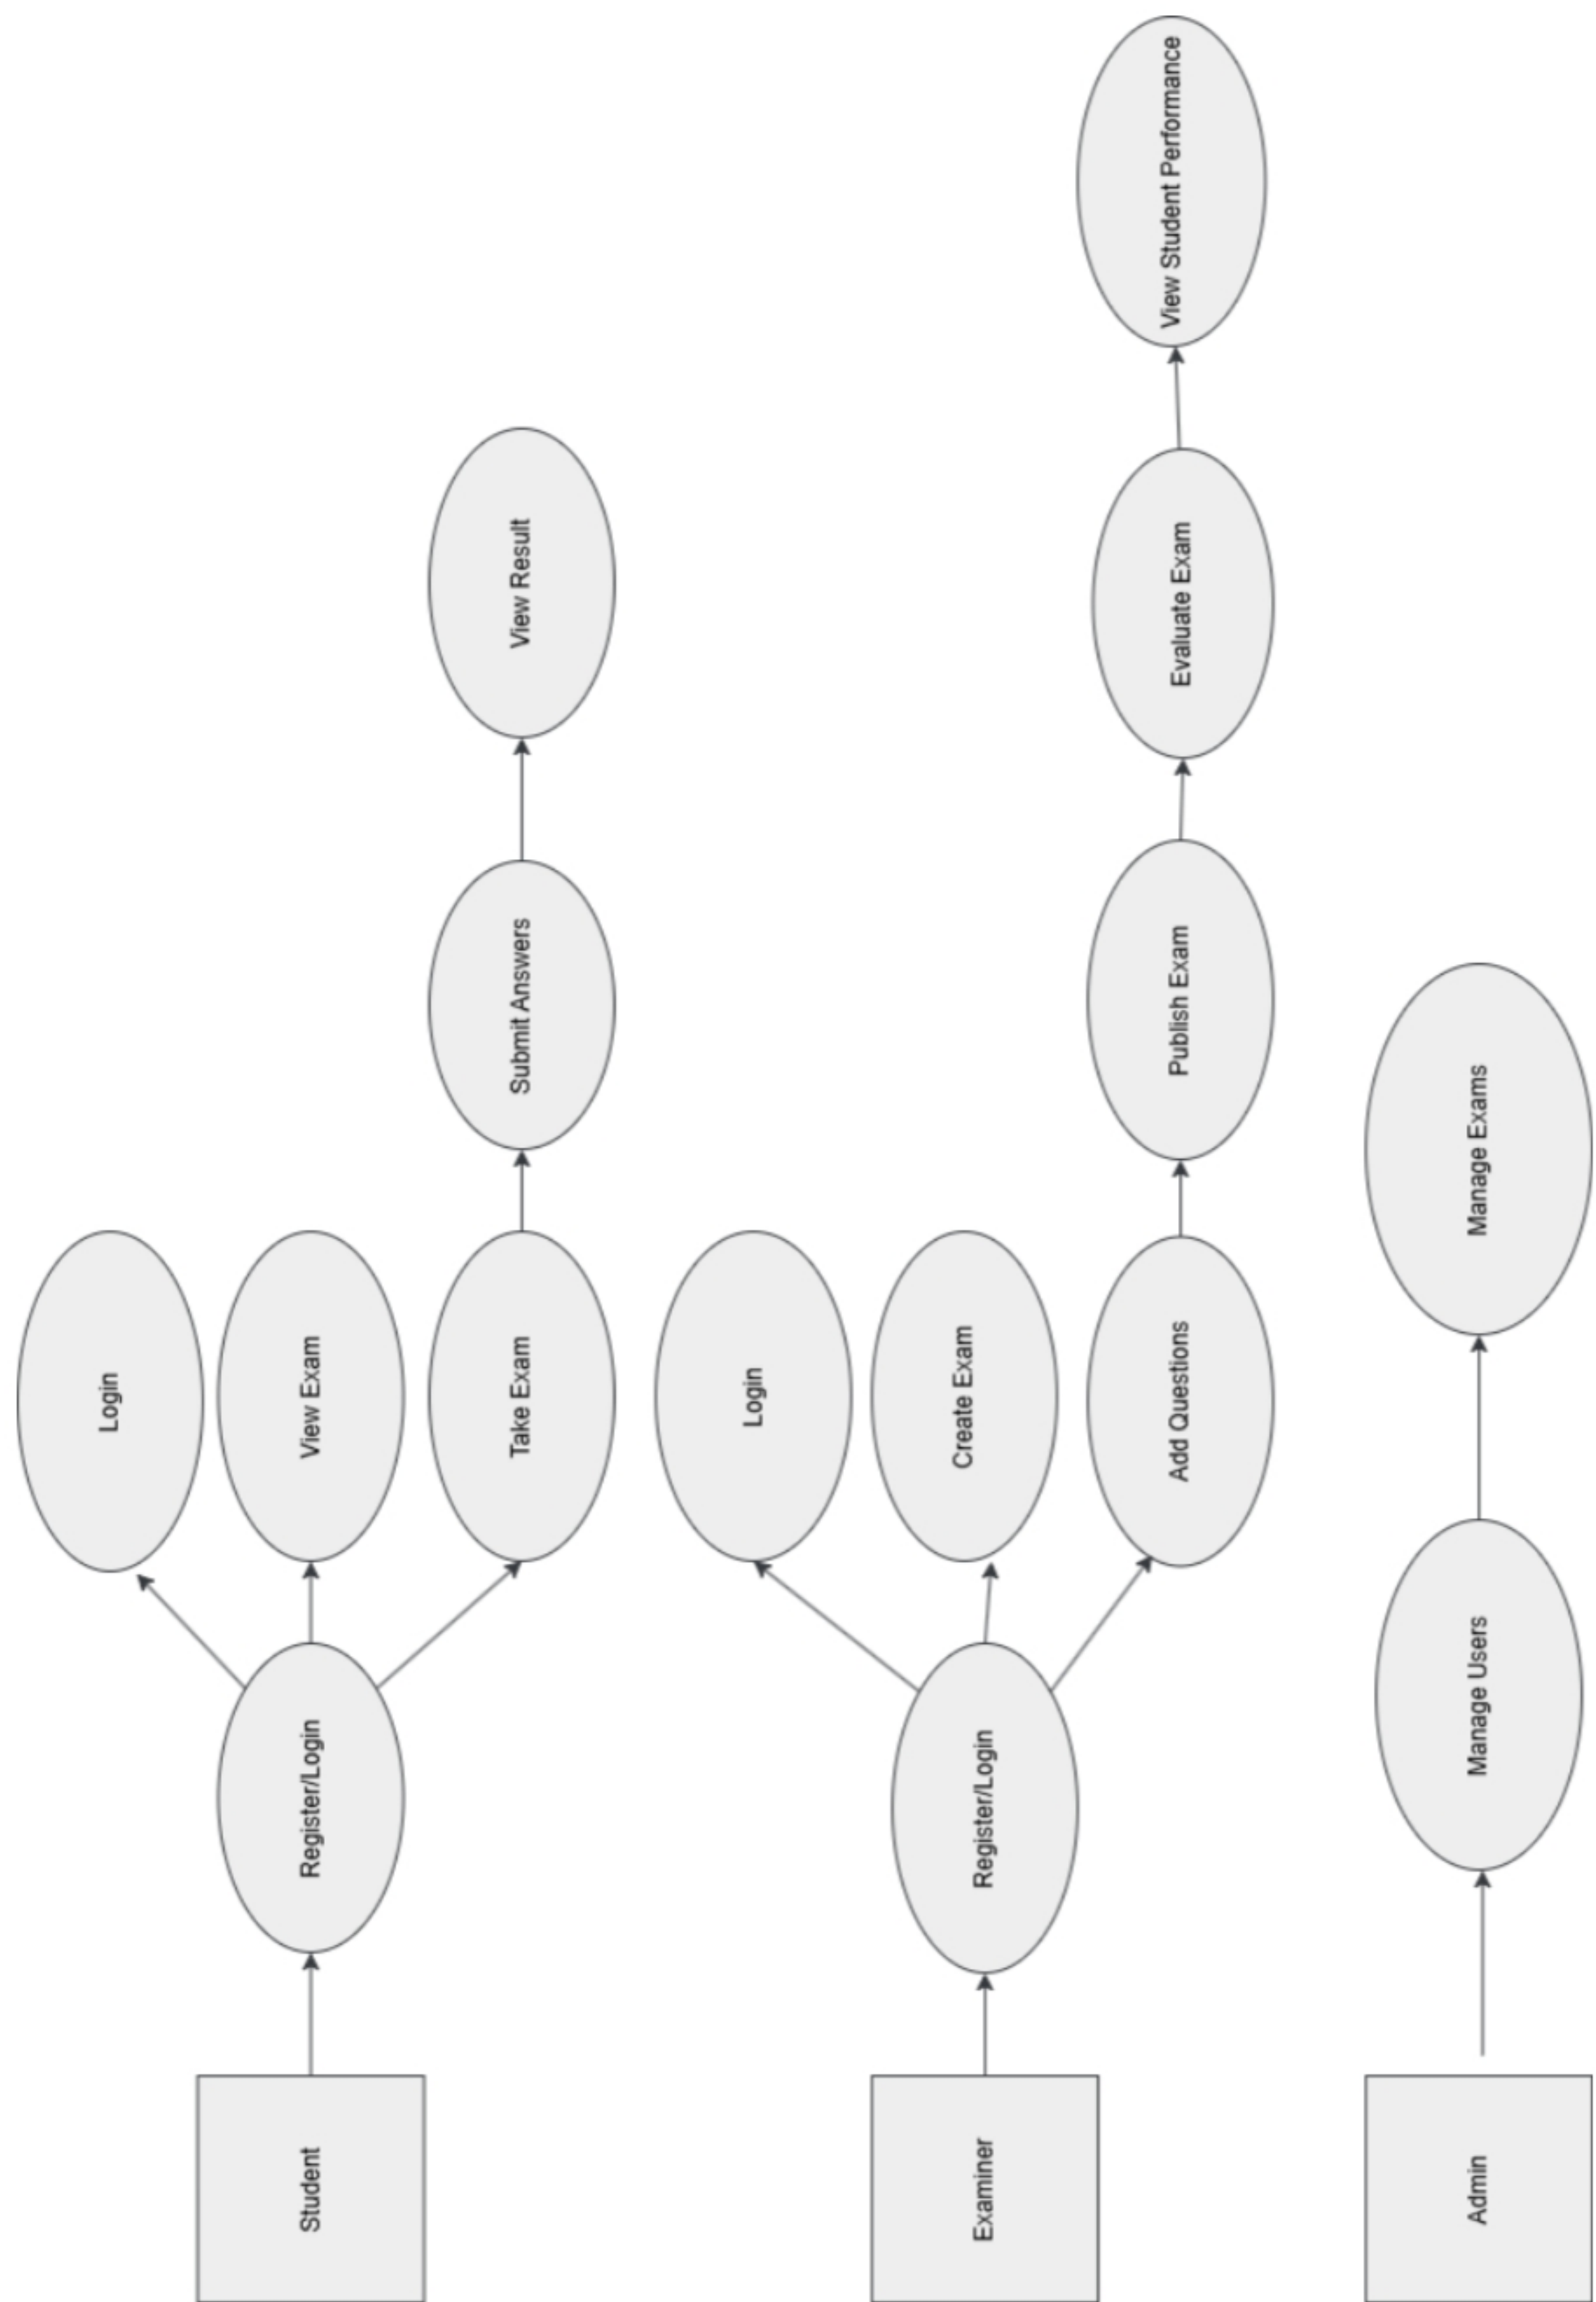 Login
Student
Register/Login
View Exam
Take Exam
Submit Answers
View Result
Login
Examiner
Register/Login
Create Exam
Add Questions
Publish Exam
Evaluate Exam
View Student Performance
Admin
Manage Users
Manage Exams